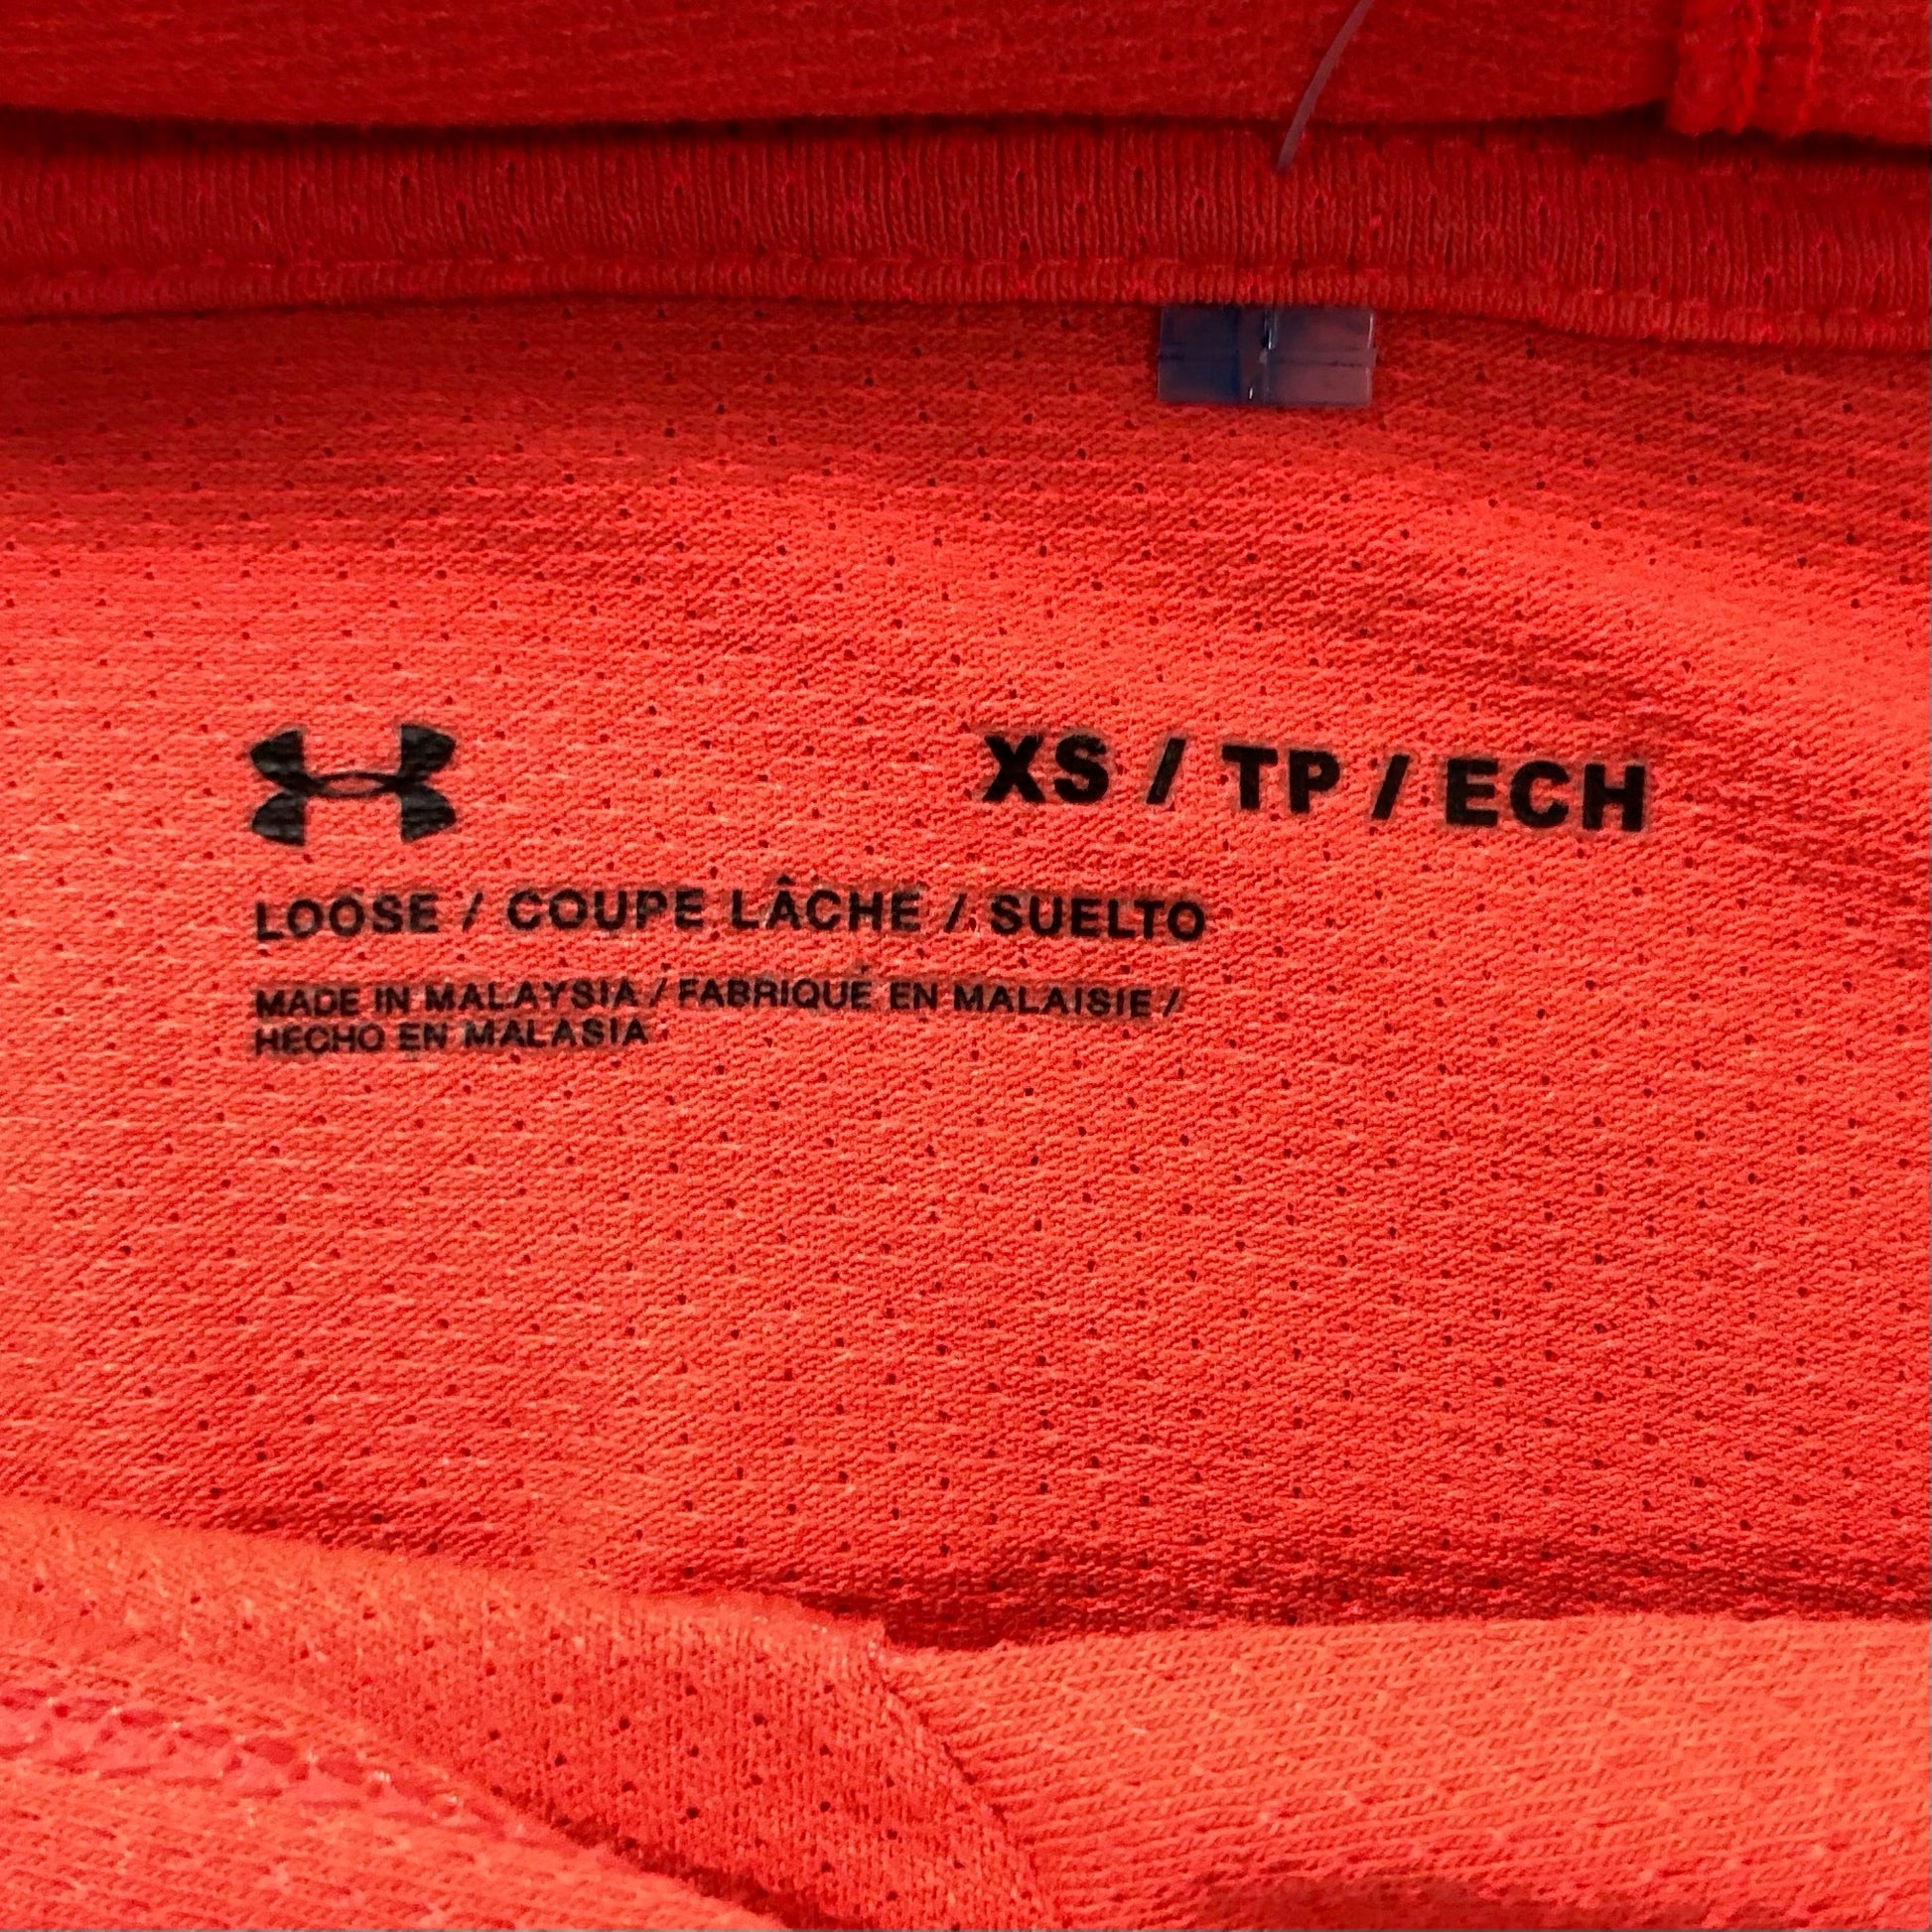 XS / TP / ECH
LOOSE / COUPE LÂCHE / SUELTO
MADE IN MALAYSIA / FABRIQUÉ EN MALAISIE /
HECHO EN MALASIA